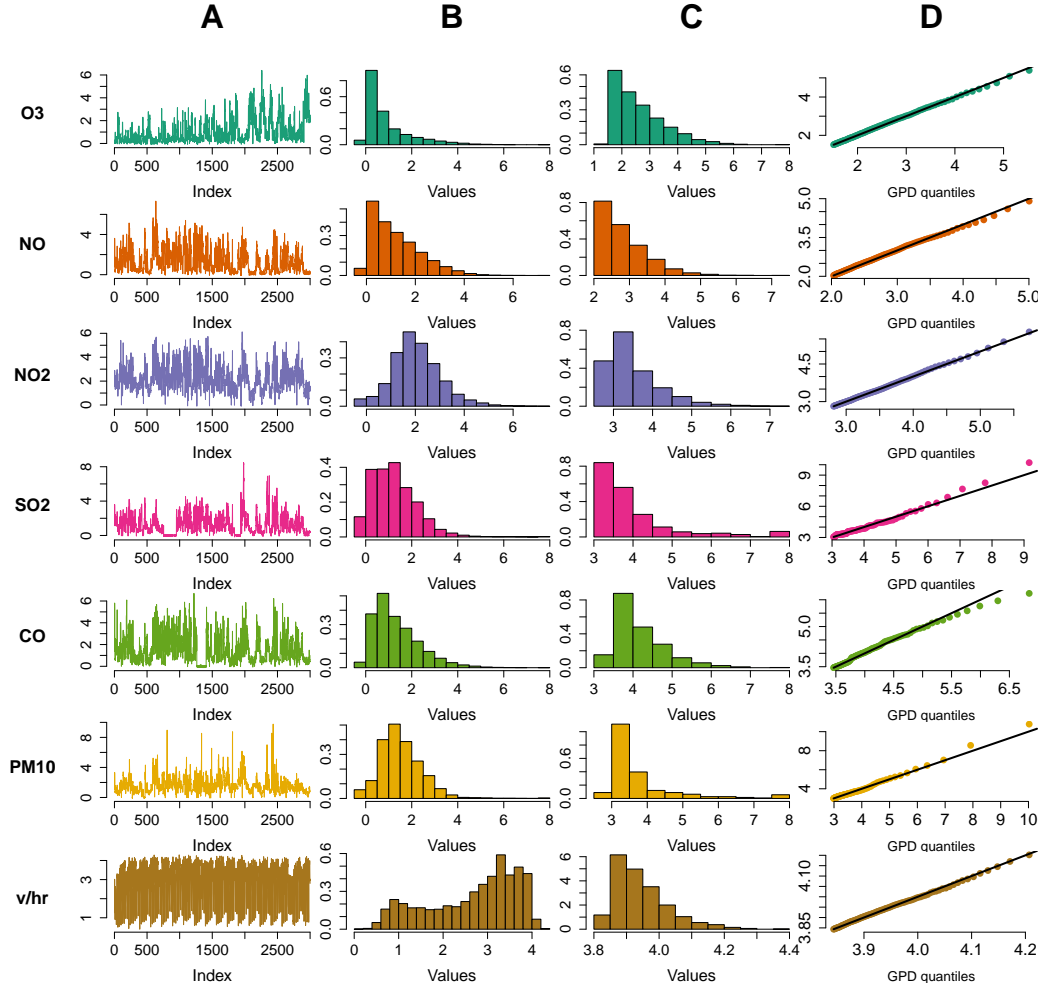 A B C D
O3
0 2 4 6
0 500 1500 2500
Index
0.0 0.6
0 2 4 6 8
Values
0.0 0.3 0.6
1 2 3 4 5 6 7 8
Values
2 4
2 3 4 5
GPD quantiles
NO
0 4
0 500 1500 2500
Index
0.0 0.3
0 2 4 6
Values
0.0 0.4 0.8
2 3 4 5 6 7
Values
2.0 3.5 5.0
2.0 3.0 4.0 5.0
GPD quantiles
NO2
0 2 4 6
0 500 1500 2500
Index
0.0 0.3
0 2 4 6
Values
0.0 0.4 0.8
3 4 5 6 7
Values
3.0 4.5
3.0 3.5 4.5 5.5
GPD quantiles
SO2
0 4 8
0 500 1500 2500
Index
0.0 0.2 0.4
0 2 4 6 8
Values
0.0 0.4 0.8
3 4 5 6 7 8
Values
3 6 9
3 4 5 6 7 8 9
GPD quantiles
CO
0 2 4 6
0 500 1500 2500
Index
0.0 0.3
0 2 4 6 8
Values
0.0 0.4 0.8
3 4 5 6 7 8
Values
3.5 5.0
3.5 4.5 5.5 6.5
GPD quantiles
PM10
0 4 8
0 500 1500 2500
Index
0.0 0.2 0.4
0 2 4 6 8
Values
0.0 0.4 0.8
3 4 5 6 7 8
Values
4 8
3 4 5 6 7 8 9 10
GPD quantiles
v/hr
1 3
0 500 1500 2500
Index
0.0 0.3 0.6
0 1 2 3 4
Values
0 2 4 6
3.8 4.0 4.2 4.4
Values
3.85 4.10
3.9 4.0 4.1 4.2
GPD quantiles